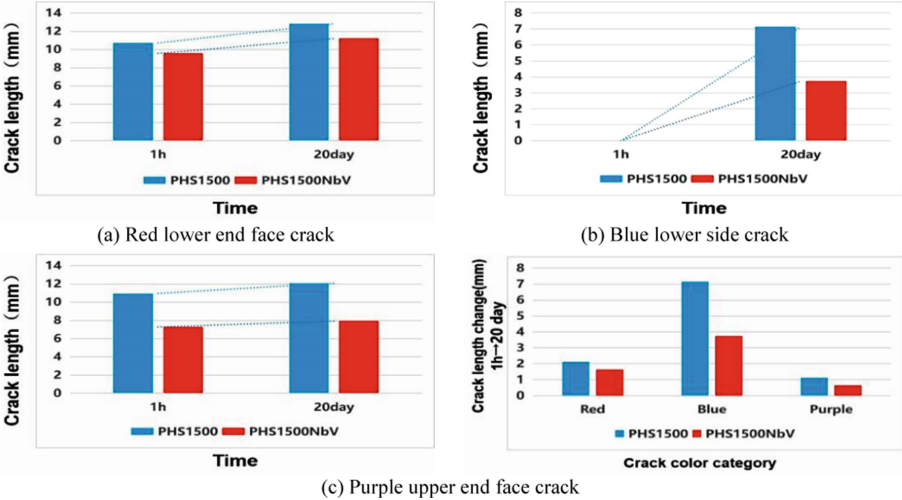 14
12
10
8
6
4
2
0
Crack length（mm）
1h
20day
PHS1500
PHS1500NbV
Time
(a) Red lower end face crack
8
7
6
5
4
3
2
1
0
Crack length（mm）
1h
20day
PHS1500
PHS1500NbV
Time
(b) Blue lower side crack
14
12
10
8
6
4
2
0
Crack length（mm）
1h
20day
PHS1500
PHS1500NbV
Time
8
7
6
5
4
3
2
1
0
Crack length change(mm)
1h→20 day
Red
Blue
Purple
PHS1500
PHS1500NbV
Crack color category
(c) Purple upper end face crack